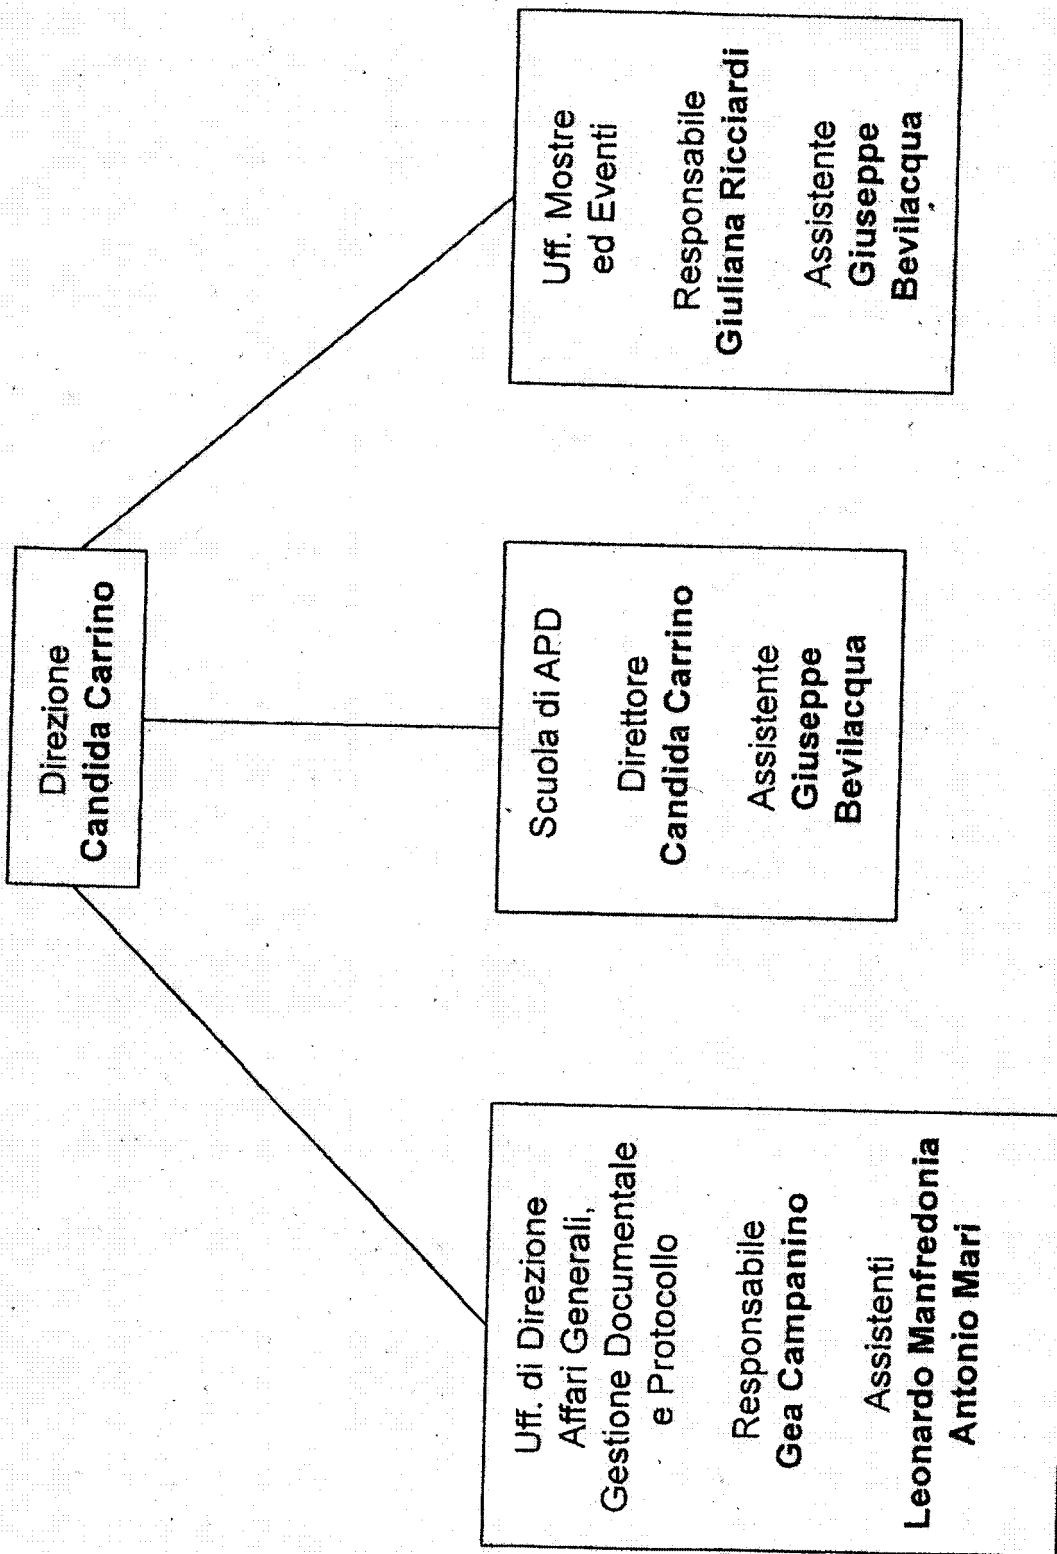 Direzione
Candida Carrino
Uff. di Direzione
Affari Generali,
Gestione Documentale
e Protocollo
Responsabile
Gea Campanino
Assistenti
Leonardo Manfredonia
Antonio Mari
Scuola di APD
Direttore
Candida Carrino
Assistente
Giuseppe
Bevilacqua
Uff. Mostre
ed Eventi
Responsabile
Giuliana Ricciardi
Assistente
Giuseppe
Bevilacqua